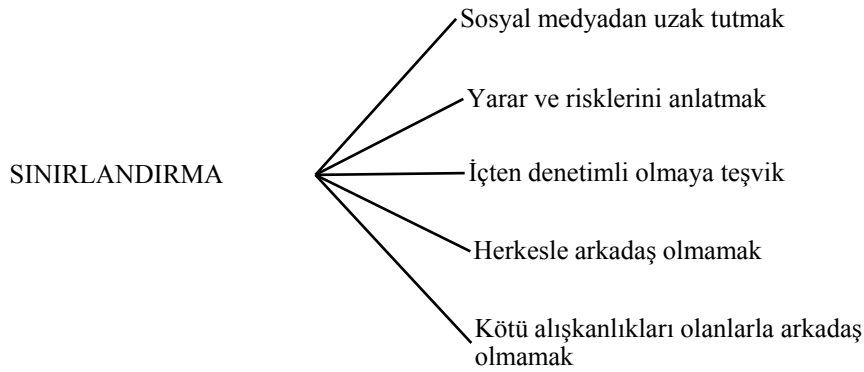 Sosyal medyadan uzak tutmak
Yarar ve risklerini anlatmak
SINIRLANDIRMA
İçten denetimli olmaya teşvik
Herkesle arkadaş olmamak
Kötü alışkanlıkları olanlarla arkadaş
olmamak